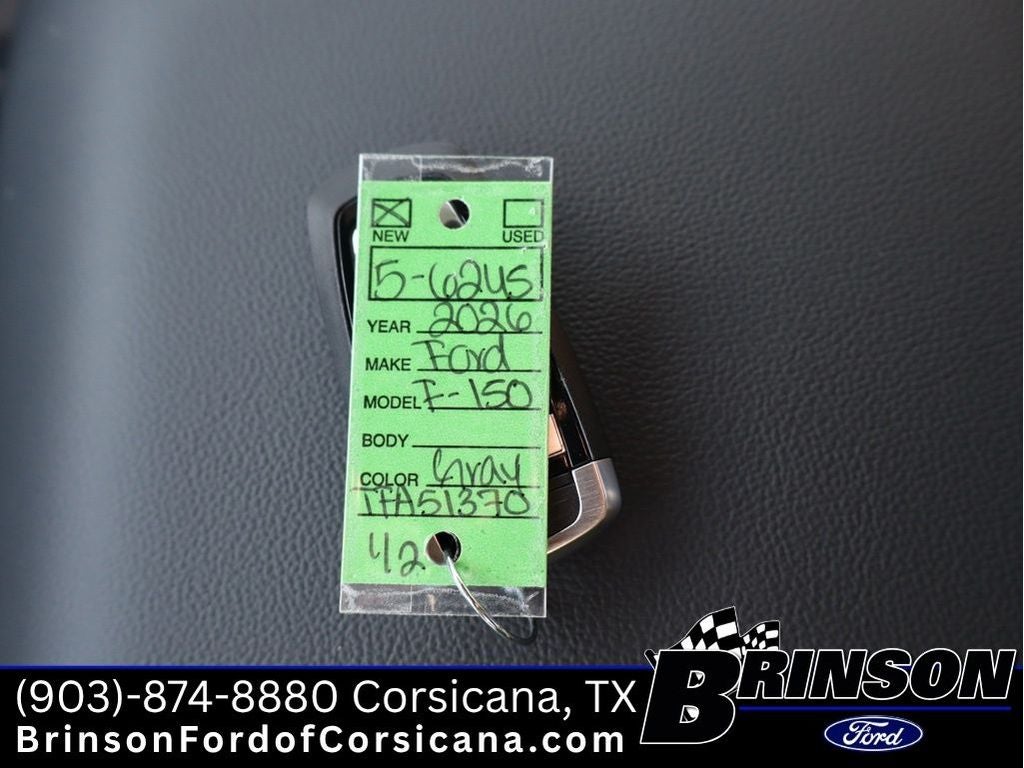 NEW
USED
5-6245
YEAR 2026
MAKE Ford
MODEL F-150
BODY
COLOR Gray
TFA51370
42
(903)-874-8880 Corsicana, TX
BrinsonFordofCorsicana.com
BRINSON
Ford